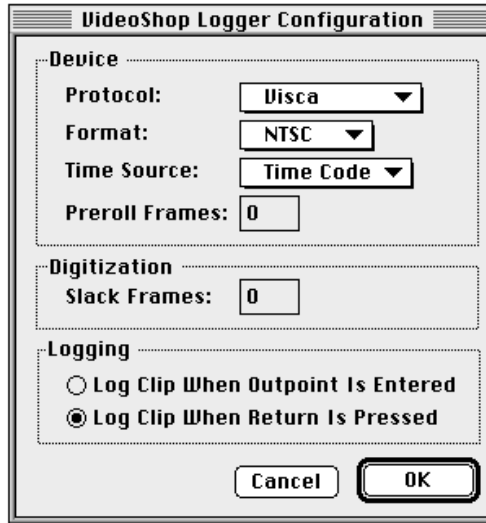 VideoShop Logger Configuration
Device
Protocol: Visca
Format: NTSC
Time Source: Time Code
Preroll Frames: 0
Digitization
Slack Frames: 0
Logging
Log Clip When Outpoint Is Entered
Log Clip When Return Is Pressed
Cancel OK